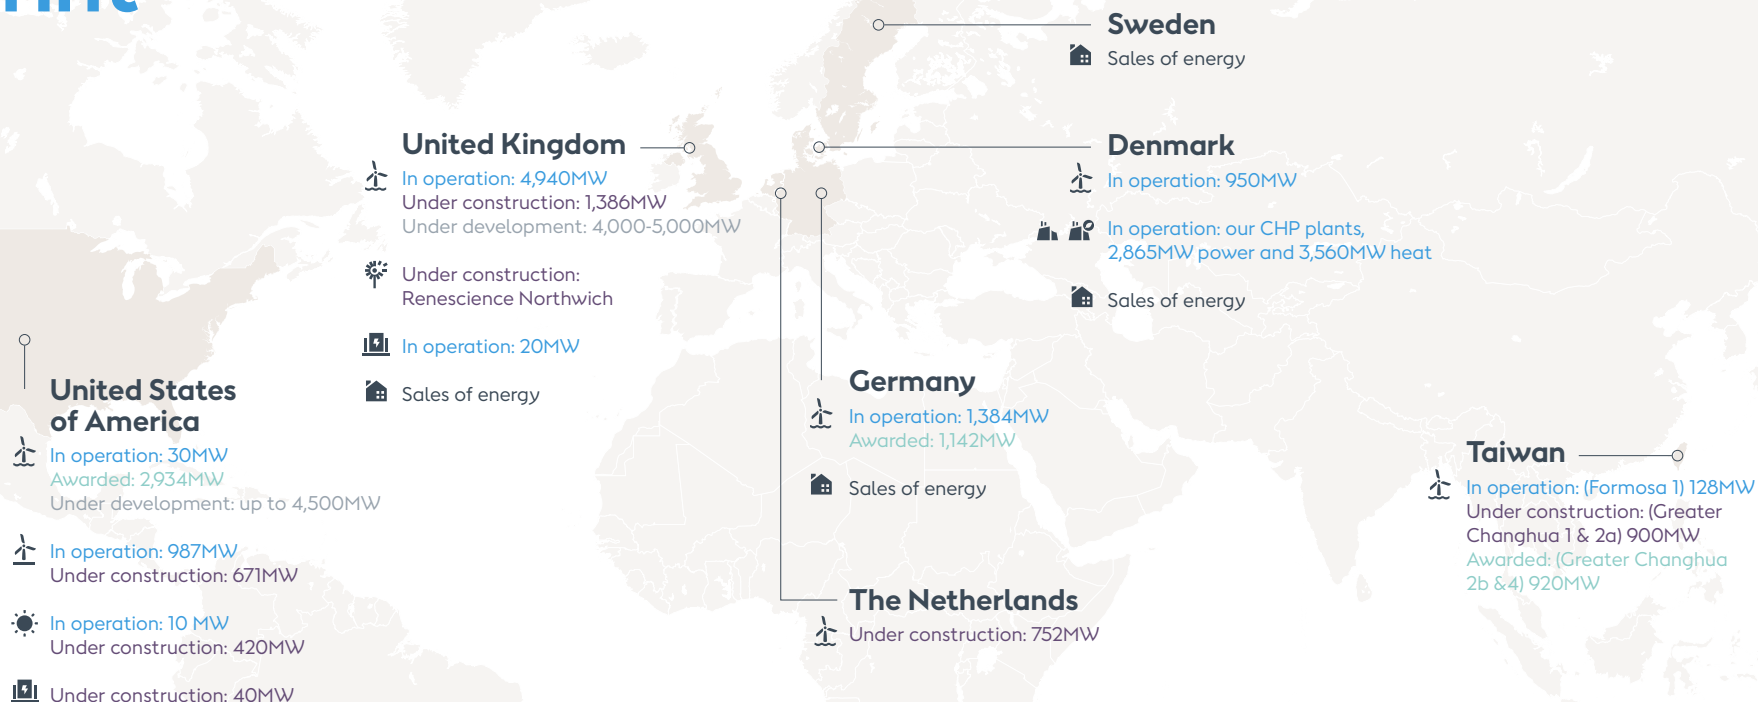 Sweden
Sales of energy
United Kingdom
In operation: 4,940MW
Under construction: 1,386MW
Under development: 4,000-5,000MW
Under construction:
Renescience Northwich
In operation: 20MW
Sales of energy
Denmark
In operation: 950MW
In operation: our CHP plants,
2,865MW power and 3,560MW heat
Sales of energy
United States
of America
In operation: 30MW
Awarded: 2,934MW
Under development: up to 4,500MW
In operation: 987MW
Under construction: 671MW
In operation: 10 MW
Under construction: 420MW
Under construction: 40MW
Germany
In operation: 1,384MW
Awarded: 1,142MW
Sales of energy
The Netherlands
Under construction: 752MW
Taiwan
In operation: (Formosa 1) 128MW
Under construction: (Greater
Changhua 1 & 2a) 900MW
Awarded: (Greater Changhua
2b &4) 920MW